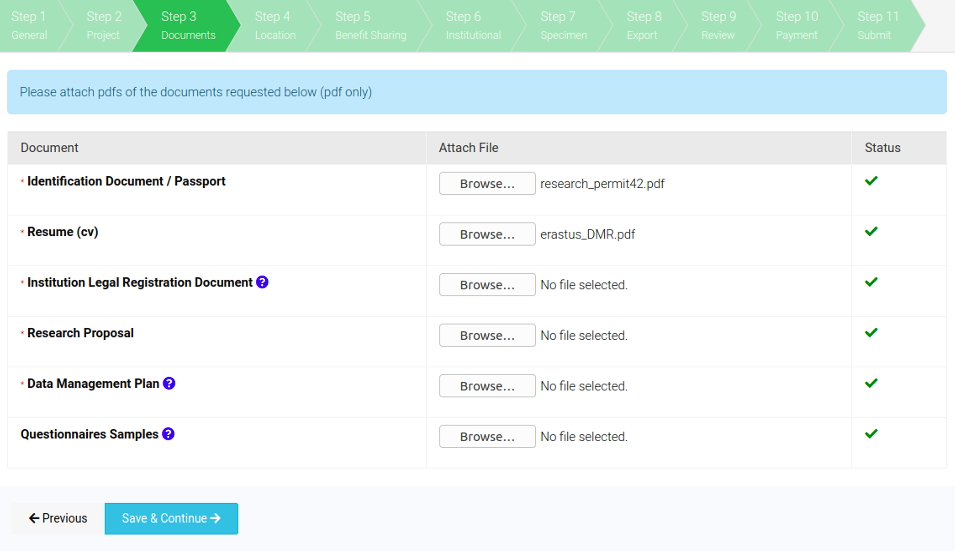 Step 1 Step 2 Step 3 Step 4 Step 5 Step 6 Step 7 Step 8 Step 9 Step 10 Step 11
General Project Documents Location Benefit Sharing Institutional Specimen Export Review Payment Submit
Please attach pdfs of the documents requested below (pdf only)
Document Attach File Status
* Identification Document / Passport Browse... research_permit42.pdf
* Resume (cv) Browse... erastus_DMR.pdf
* Institution Legal Registration Document ? Browse... No file selected.
* Research Proposal Browse... No file selected.
* Data Management Plan ? Browse... No file selected.
Questionnaires Samples ? Browse... No file selected.
Previous Save & Continue